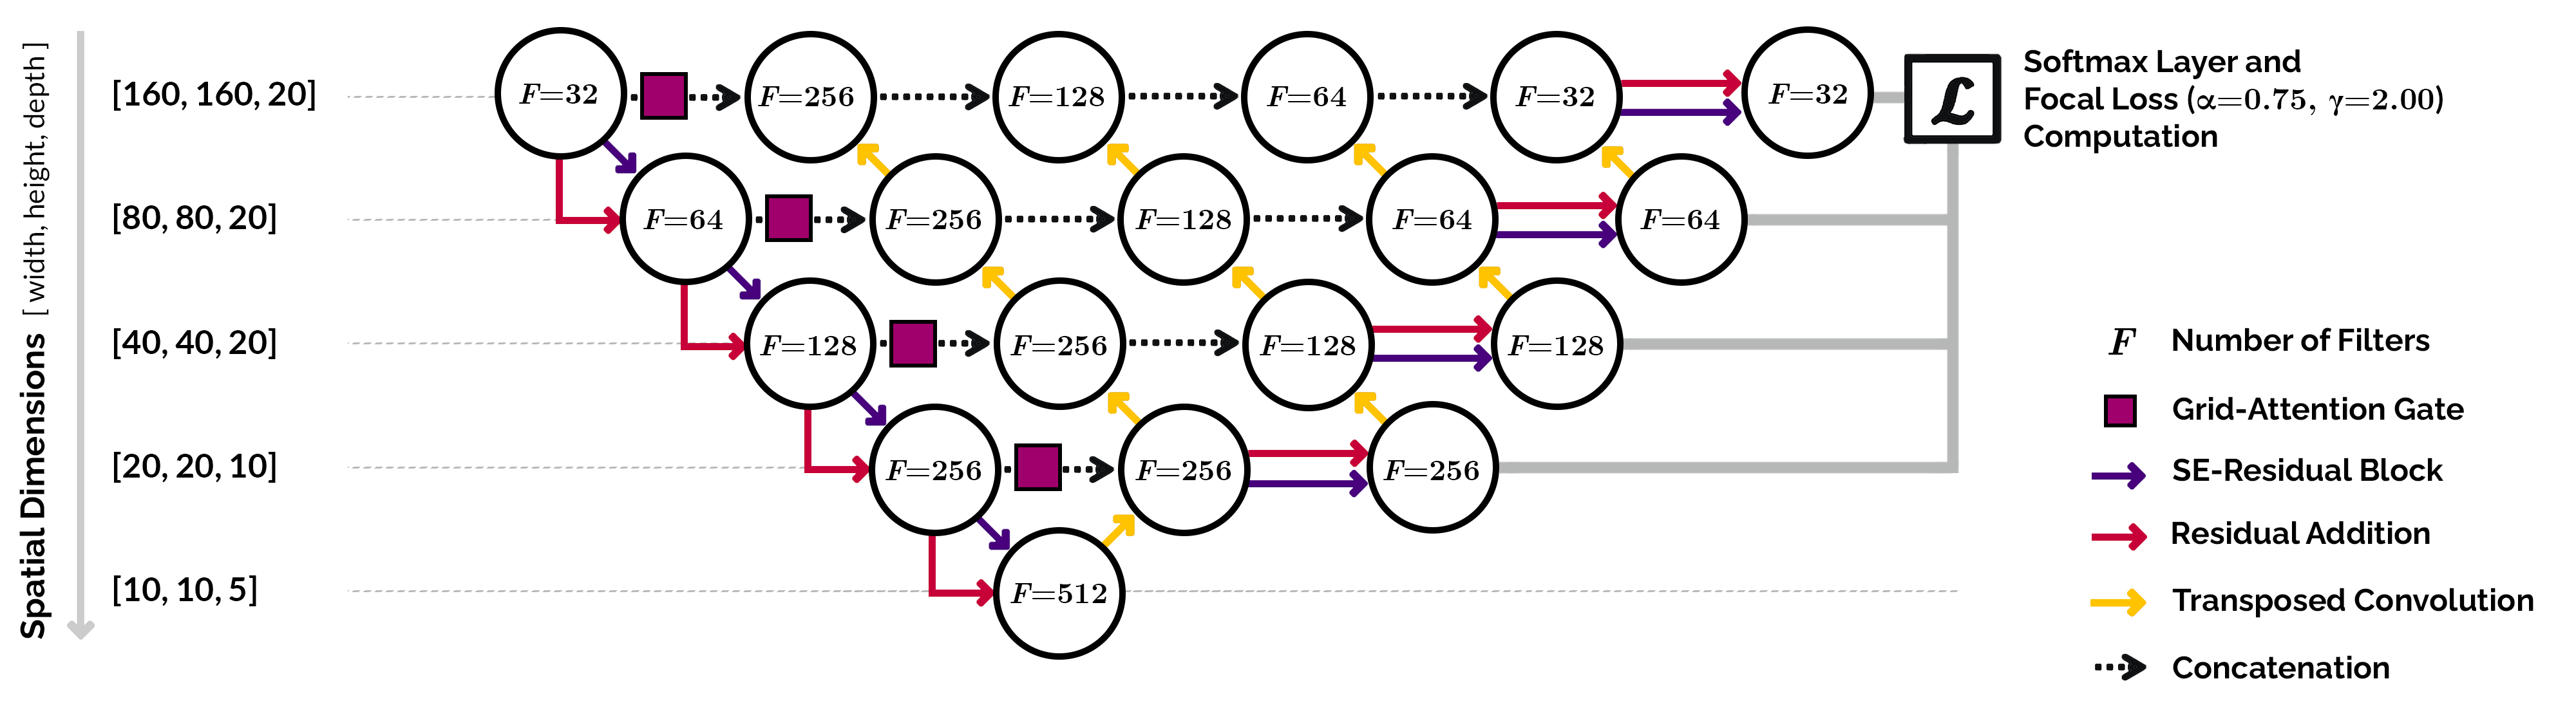 Spatial Dimensions [ width, height, depth ]
[160, 160, 20]
F=32
F=256
F=128
F=64
F=32
F=32
ℒ
Softmax Layer and
Focal Loss (α=0.75, γ=2.00)
Computation
[80, 80, 20]
F=64
F=256
F=128
F=64
F=64
[40, 40, 20]
F=128
F=256
F=128
F=128
[20, 20, 10]
F=256
F=256
F=256
[10, 10, 5]
F=512
F Number of Filters
Grid-Attention Gate
SE-Residual Block
Residual Addition
Transposed Convolution
Concatenation